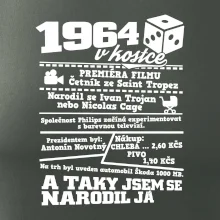 1964
v kostce
PREMIÉRA FILMU
Četník ze Saint Tropez
Narodil se Ivan Trojan
nebo Nicolas Cage
Společnost Philips začíná experimentovat
s barevnou televizí.
Prezidentem byl:
Antonín Novotný
Nákup:
CHLEBA ... 2,60 KČS
PIVO
1,40 KČS
Na trh byl uveden automobil Škoda 1000 MB
A TAKY JSEM SE
NARODIL JÁ